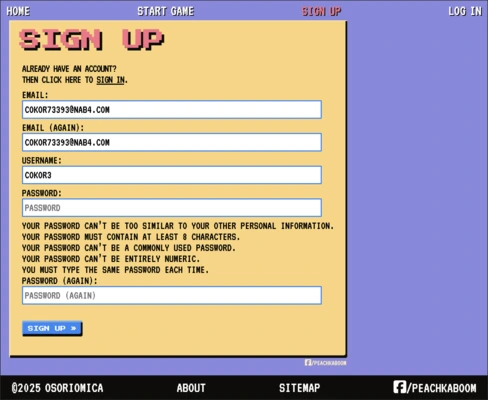 HOME START GAME SIGN UP LOG IN
SIGN UP
ALREADY HAVE AN ACCOUNT?
THEN CLICK HERE TO SIGN IN.
EMAIL:
COKOR73393@NAB4.COM
EMAIL (AGAIN):
COKOR73393@NAB4.COM
USERNAME:
COKOR3
PASSWORD:
PASSWORD
YOUR PASSWORD CAN'T BE TOO SIMILAR TO YOUR OTHER PERSONAL INFORMATION.
YOUR PASSWORD MUST CONTAIN AT LEAST 8 CHARACTERS.
YOUR PASSWORD CAN'T BE A COMMONLY USED PASSWORD.
YOUR PASSWORD CAN'T BE ENTIRELY NUMERIC.
YOU MUST TYPE THE SAME PASSWORD EACH TIME.
PASSWORD (AGAIN):
PASSWORD (AGAIN)
SIGN UP »
/PEACHKABOOM
©2025 OSORIOMICA ABOUT SITEMAP /PEACHKABOOM